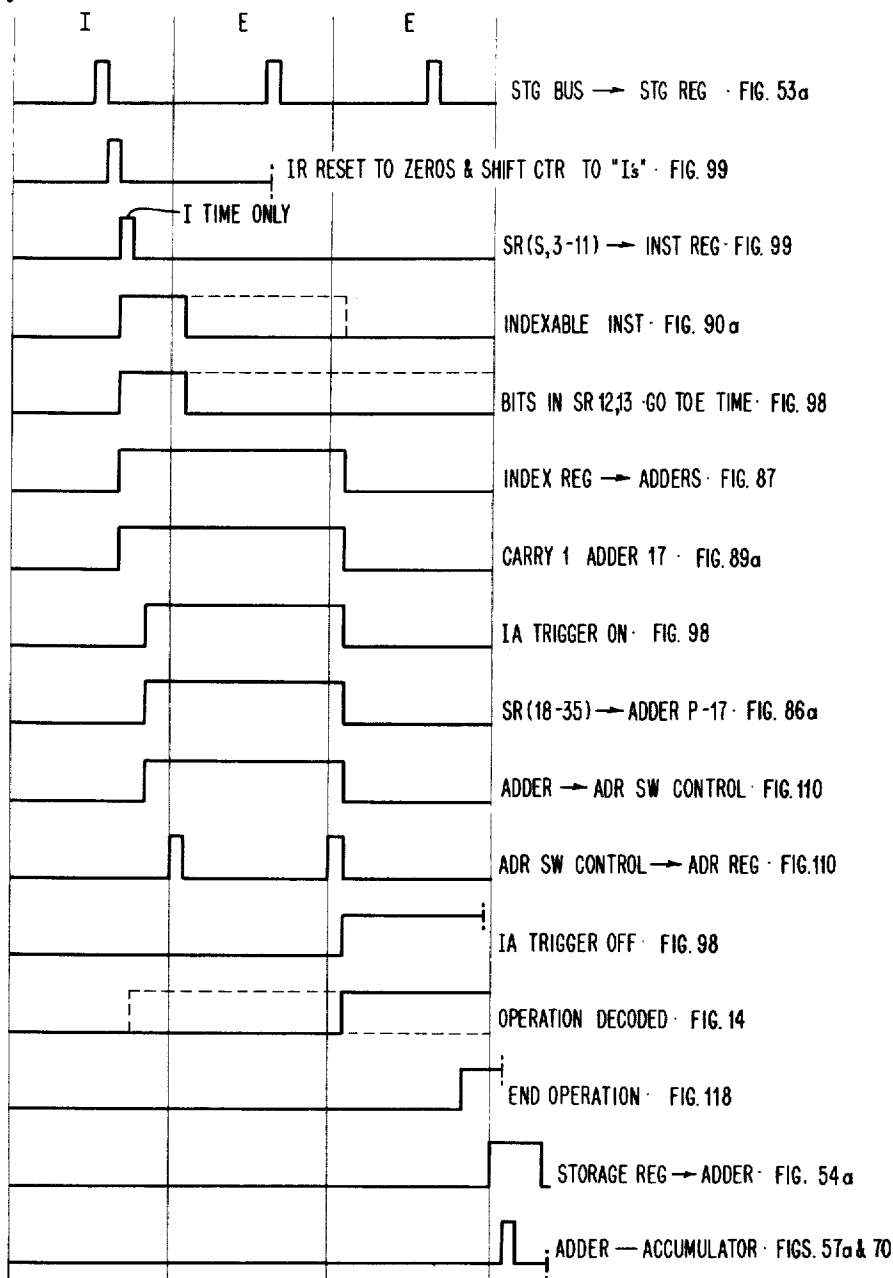 I E E
STG BUS → STG REG · FIG. 53a
IR RESET TO ZEROS & SHIFT CTR TO "I's" · FIG. 99
I TIME ONLY
SR(S,3-11) → INST REG · FIG. 99
INDEXABLE INST · FIG. 90a
BITS IN SR 12,13 · GO TO E TIME · FIG. 98
INDEX REG → ADDERS · FIG. 87
CARRY 1 ADDER 17 · FIG. 89a
IA TRIGGER ON · FIG. 98
SR(18-35) → ADDER P-17 · FIG. 86a
ADDER → ADR SW CONTROL · FIG. 110
ADR SW CONTROL → ADR REG · FIG. 110
IA TRIGGER OFF · FIG. 98
OPERATION DECODED · FIG. 14
END OPERATION · FIG. 118
STORAGE REG → ADDER · FIG. 54a
ADDER — ACCUMULATOR · FIGS. 57a & 70